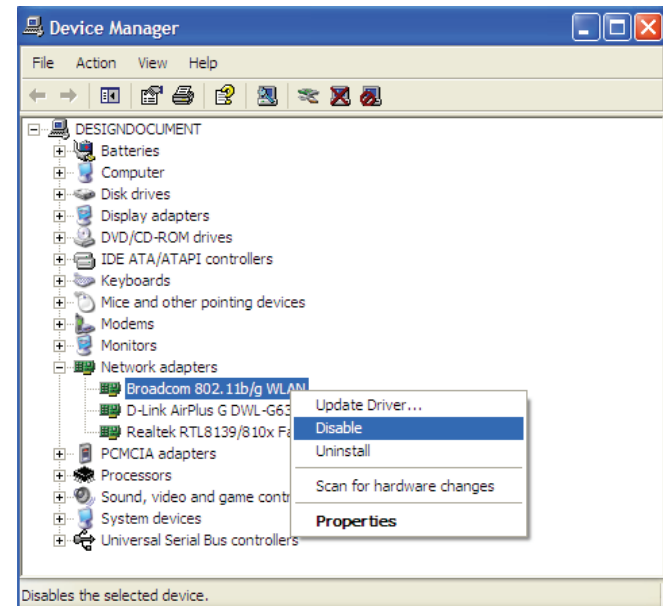 Device Manager
File Action View Help
DESIGNDOCUMENT
Batteries
Computer
Disk drives
Display adapters
DVD/CD-ROM drives
IDE ATA/ATAPI controllers
Keyboards
Mice and other pointing devices
Modems
Monitors
Network adapters
Broadcom 802.11b/g WLAN
D-Link AirPlus G DWL-G63
Realtek RTL8139/810x Fa
PCMCIA adapters
Processors
Sound, video and game contr
System devices
Universal Serial Bus controllers
Update Driver...
Disable
Uninstall
Scan for hardware changes
Properties
Disables the selected device.